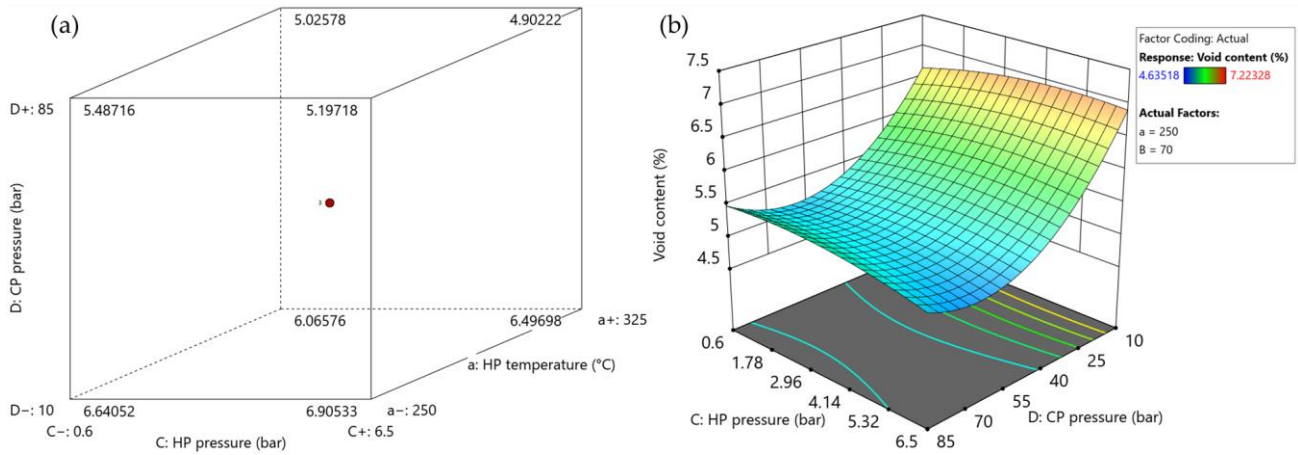 (a)
5.02578
4.90222
D+: 85
5.48716
5.19718
3
D: CP pressure (bar)
6.06576
6.49698
a+: 325
a: HP temperature (°C)
D−: 10
6.64052
6.90533
a−: 250
C−: 0.6
C+: 6.5
C: HP pressure (bar)
(b)
7.5
7
6.5
6
5.5
5
4.5
Void content (%)
0.6
1.78
2.96
4.14
5.32
6.5
C: HP pressure (bar)
10
25
40
55
70
85
D: CP pressure (bar)
Factor Coding: Actual
Response: Void content (%)
4.63518 7.22328
Actual Factors:
a = 250
B = 70